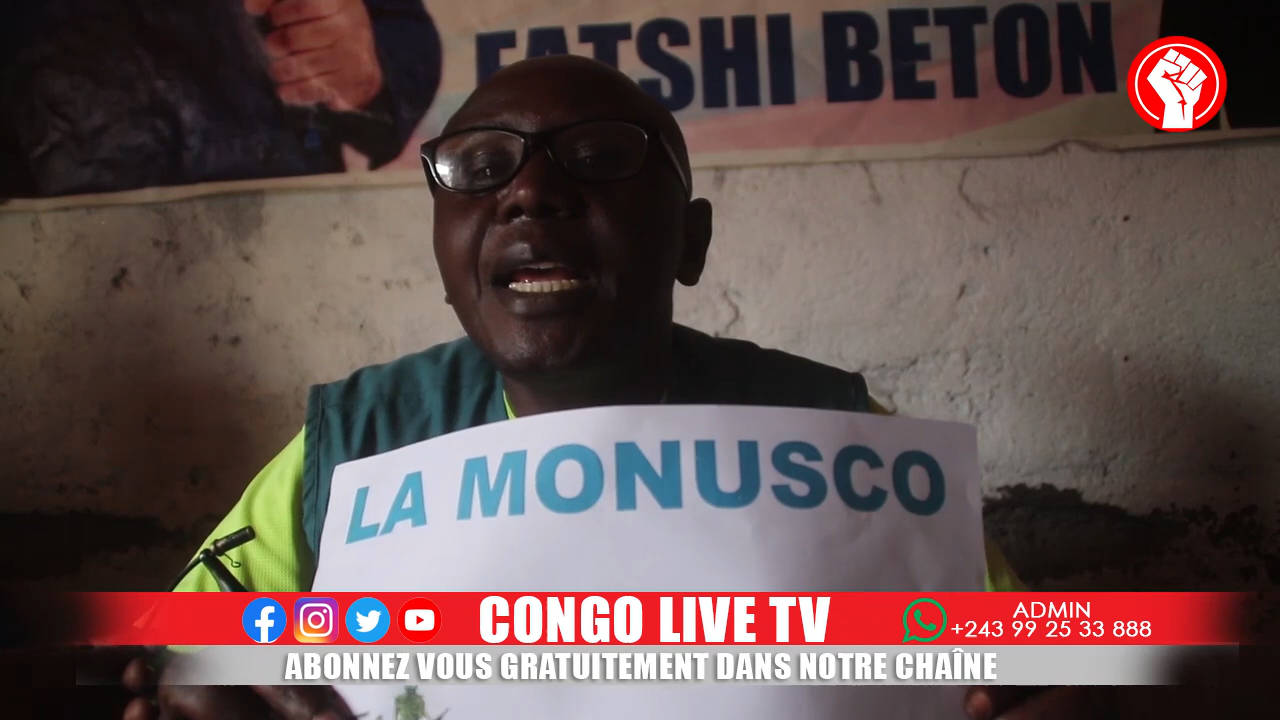 FATSHI BETON
LA MONUSCO
CONGO LIVE TV
ADMIN
+243 99 25 33 888
ABONNEZ VOUS GRATUITEMENT DANS NOTRE CHAÎNE